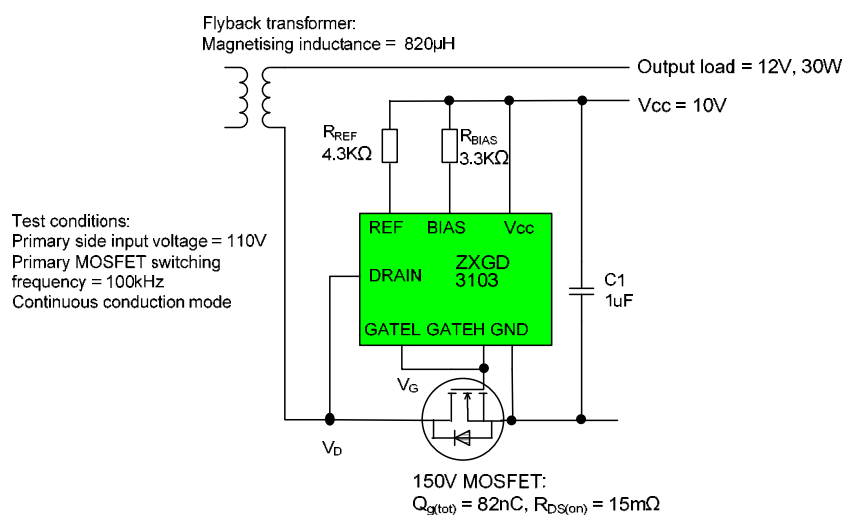 Flyback transformer:
Magnetising inductance = 820µH
Output load = 12V, 30W
Vcc = 10V
RREF
4.3KΩ
RBIAS
3.3KΩ
Test conditions:
Primary side input voltage = 110V
Primary MOSFET switching
frequency = 100kHz
Continuous conduction mode
REF BIAS Vcc
ZXGD
3103
DRAIN
GATEL GATEH GND
C1
1uF
VG
VD
150V MOSFET:
Qg(tot) = 82nC, RDS(on) = 15mΩ